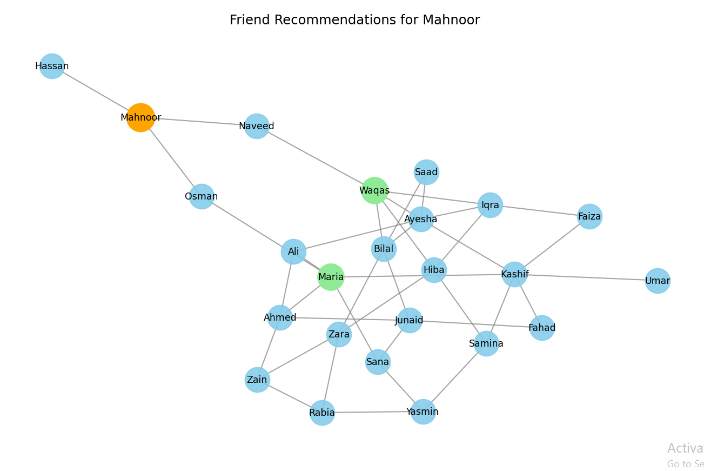 Friend Recommendations for Mahnoor
Hassan
Mahnoor
Naveed
Saad
Waqas
Osman
Iqra
Ayesha
Faiza
Ali
Bilal
Maria
Hiba
Kashif
Umar
Ahmed
Junaid
Zara
Fahad
Samina
Sana
Zain
Rabia
Yasmin
Activa
Go to Se